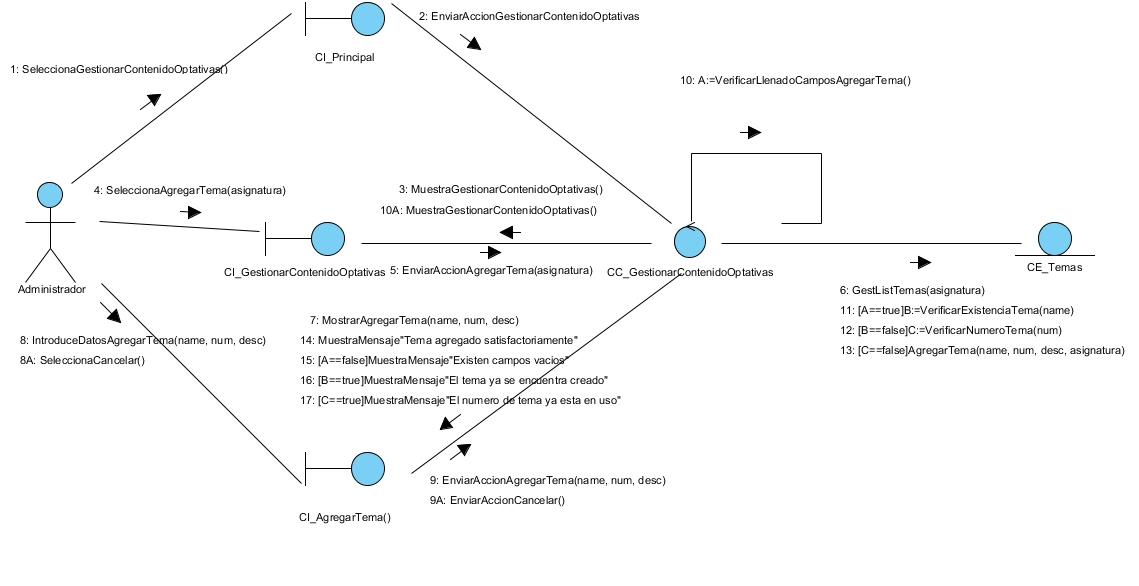 2: EnviarAccionGestionarContenidoOptativas
CI_Principal
1: SeleccionaGestionarContenidoOptativas()
10: A:=VerificarLlenadoCamposAgregarTema()
4: SeleccionaAgregarTema(asignatura)
3: MuestraGestionarContenidoOptativas()
10A: MuestraGestionarContenidoOptativas()
CI_GestionarContenidoOptativas
5: EnviarAccionAgregarTema(asignatura)
CC_GestionarContenidoOptativas
CE_Temas
Administrador
6: GestListTemas(asignatura)
11: [A==true]B:=VerificarExistenciaTema(name)
12: [B==false]C:=VerificarNumeroTema(num)
13: [C==false]AgregarTema(name, num, desc, asignatura)
7: MostrarAgregarTema(name, num, desc)
14: MuestraMensaje"Tema agregado satisfactoriamente"
15: [A==false]MuestraMensaje"Existen campos vacios"
16: [B==true]MuestraMensaje"El tema ya se encuentra creado"
17: [C==true]MuestraMensaje"El numero de tema ya esta en uso"
8: IntroduceDatosAgregarTema(name, num, desc)
8A: SeleccionaCancelar()
9: EnviarAccionAgregarTema(name, num, desc)
9A: EnviarAccionCancelar()
CI_AgregarTema()